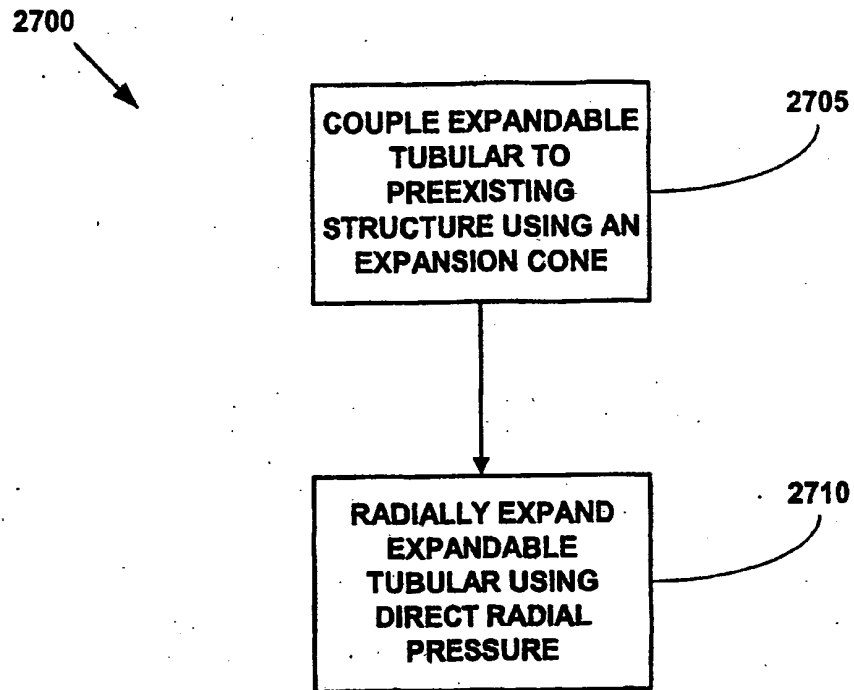 2700
2705
COUPLE EXPANDABLE
TUBULAR TO
PREEXISTING
STRUCTURE USING AN
EXPANSION CONE
2710
RADIALLY EXPAND
EXPANDABLE
TUBULAR USING
DIRECT RADIAL
PRESSURE